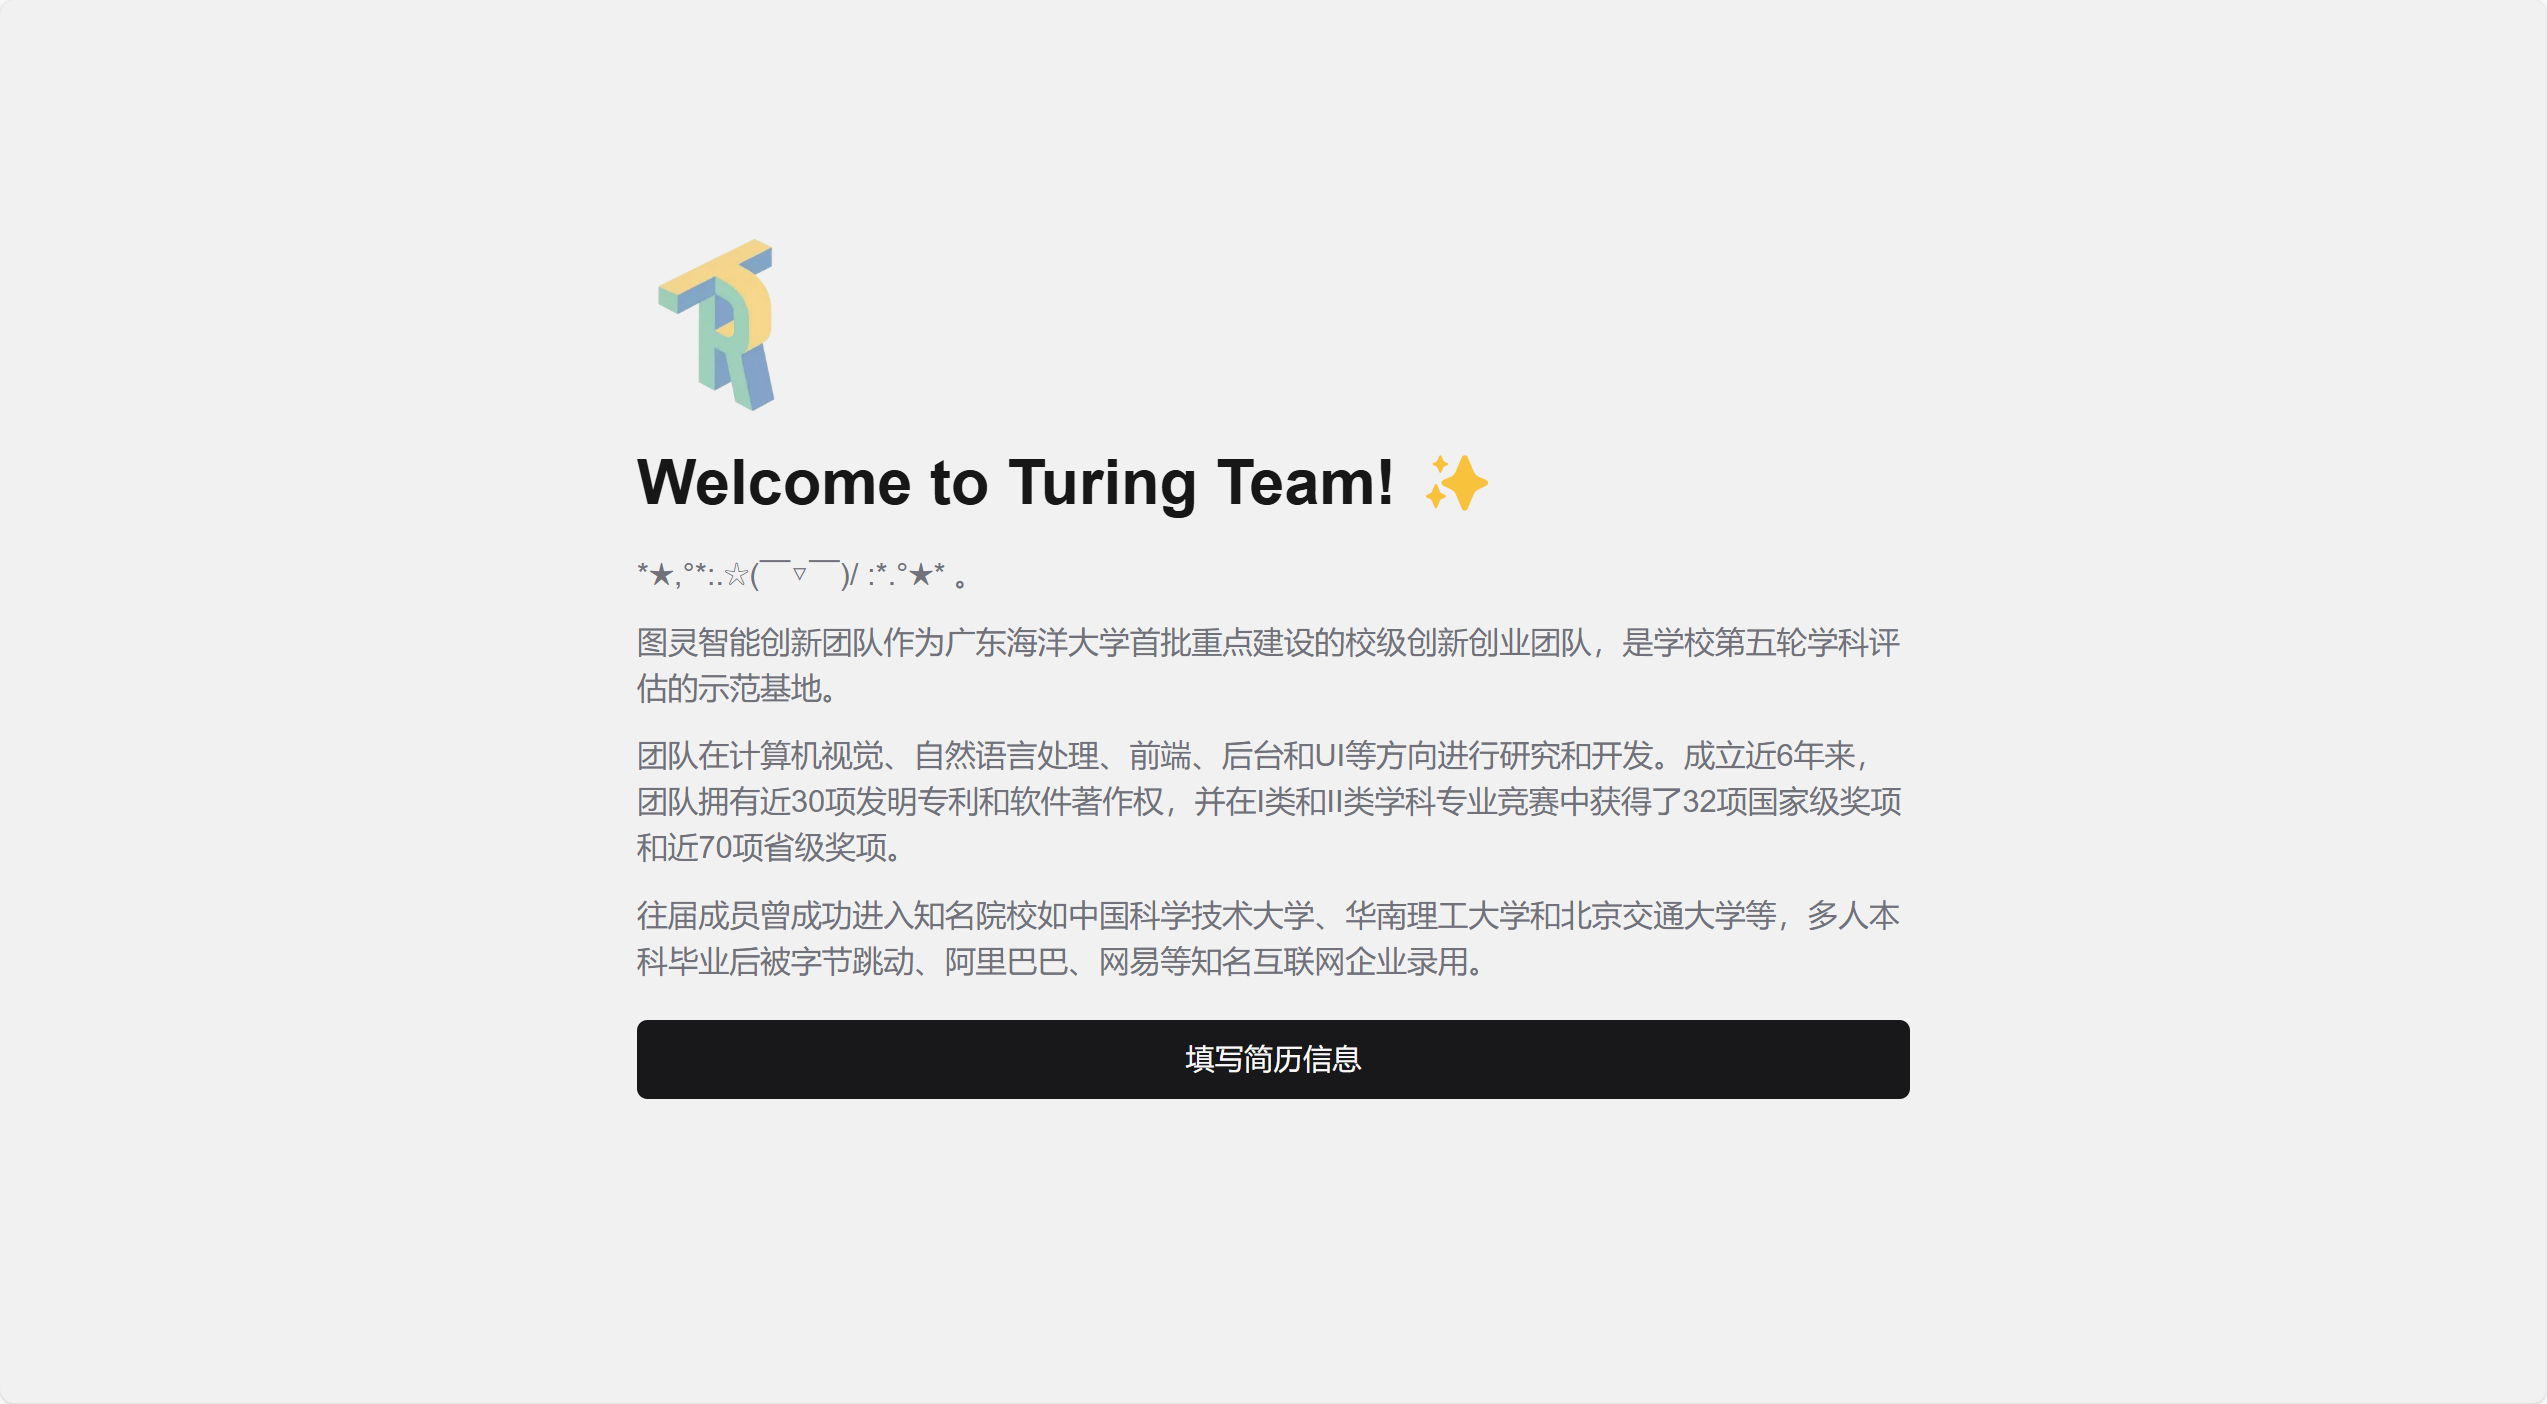 TR
Welcome to Turing Team! ✨
*★,°*:.☆(￣▽￣)/ :*.°★* 。
图灵智能创新团队作为广东海洋大学首批重点建设的校级创新创业团队，是学校第五轮学科评
估的示范基地。
团队在计算机视觉、自然语言处理、前端、后台和UI等方向进行研究和开发。成立近6年来，
团队拥有近30项发明专利和软件著作权，并在I类和II类学科专业竞赛中获得了32项国家级奖项
和近70项省级奖项。
往届成员曾成功进入知名院校如中国科学技术大学、华南理工大学和北京交通大学等，多人本
科毕业后被字节跳动、阿里巴巴、网易等知名互联网企业录用。
填写简历信息